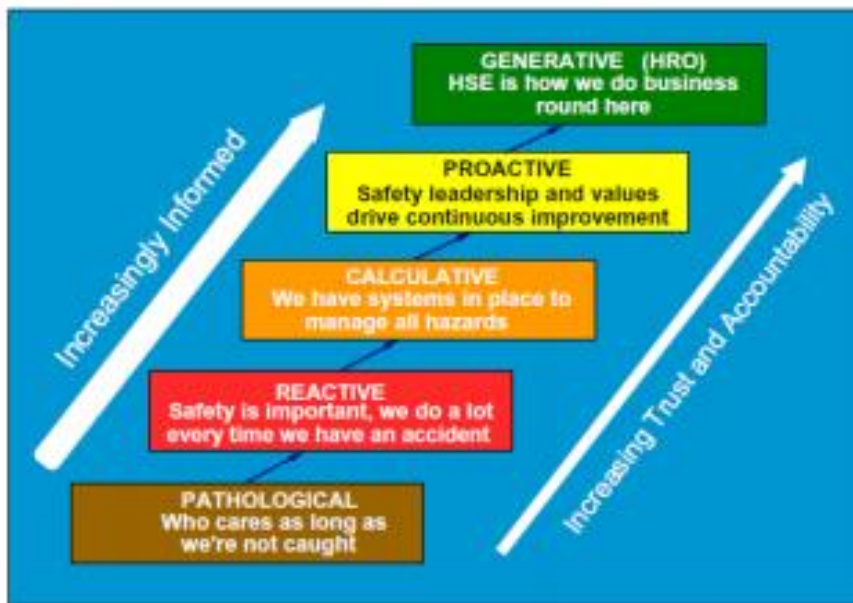 GENERATIVE (HRO)
HSE is how we do business
round here
PROACTIVE
Safety leadership and values
drive continuous improvement
CALCULATIVE
We have systems in place to
manage all hazards
REACTIVE
Safety is important, we do a lot
every time we have an accident
PATHOLOGICAL
Who cares as long as
we're not caught
Increasingly Informed
Increasing Trust and Accountability